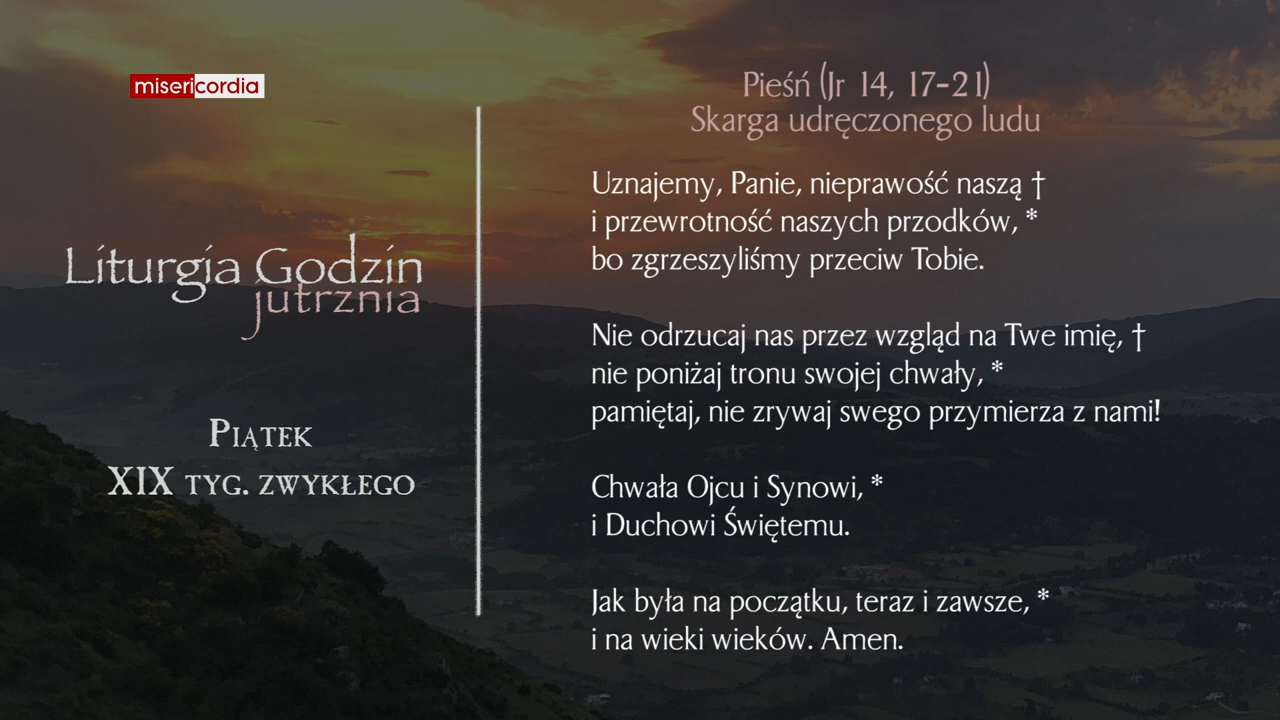 misericordia
Liturgia Godzin
jutrznia
Piątek
XIX tyg. zwykłego
Pieśń (Jr 14, 17-21)
Skarga udręczonego ludu
Uznajemy, Panie, nieprawość naszą †
i przewrotność naszych przodków, *
bo zgrzeszyliśmy przeciw Tobie.
Nie odrzucaj nas przez wzgląd na Twe imię, †
nie poniżaj tronu swojej chwały, *
pamiętaj, nie zrywaj swego przymierza z nami!
Chwała Ojcu i Synowi, *
i Duchowi Świętemu.
Jak była na początku, teraz i zawsze, *
i na wieki wieków. Amen.